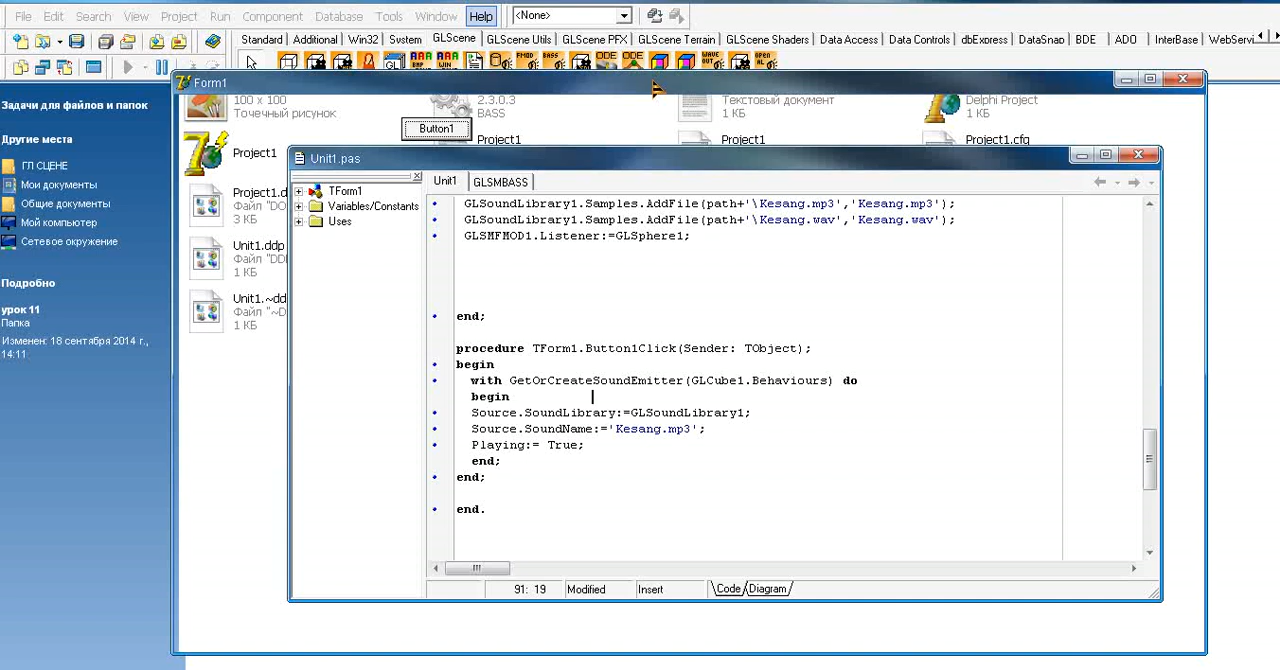 File Edit Search View Project Run Component Database Tools Window Help <None>
Standard Additional Win32 System GLScene GLScene Utils GLScene PFX GLScene Terrain GLScene Shaders Data Access Data Controls dbExpress DataSnap BDE ADO InterBase WebServi
Form1
Задачи для файлов и папок
Другие места
ГЛ СЦЕНЕ
Мои документы
Общие документы
Мой компьютер
Сетевое окружение
Подробно
урок 11
Папка
Изменен: 18 сентября 2014 г.,
14:11
100 x 100
Точечный рисунок
2.3.0.3
BASS
Текстовый документ
1 КБ
Delphi Project
1 КБ
Button1
Project1
Project1
Project1
Project1.cfg
Project1.d
Файл "DO
3 КБ
Unit1.ddp
Файл "DDI
1 КБ
Unit1.~dd
Файл "~D
1 КБ
Unit1.pas
TForm1
Variables/Constants
Uses
Unit1 GLSMBASS
GLSoundLibrary1.Samples.AddFile(path+'\Kesang.mp3','Kesang.mp3');
GLSoundLibrary1.Samples.AddFile(path+'\Kesang.wav','Kesang.wav');
GLSMFMOD1.Listener:=GLSphere1;
end;
procedure TForm1.Button1Click(Sender: TObject);
begin
with GetOrCreateSoundEmitter(GLCube1.Behaviours) do
begin
Source.SoundLibrary:=GLSoundLibrary1;
Source.SoundName:='Kesang.mp3';
Playing:= True;
end;
end;
end.
91: 19 Modified Insert Code Diagram